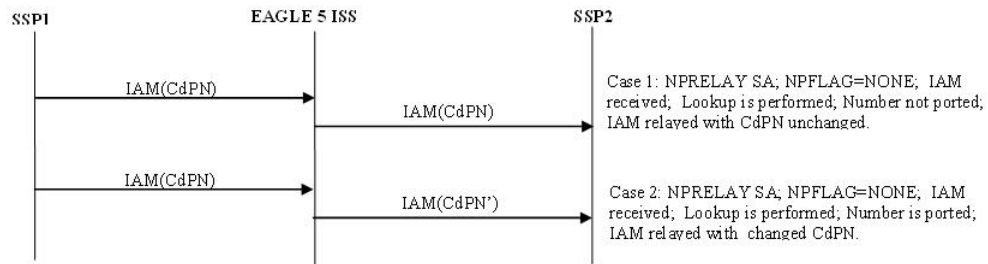 SSP1
EAGLE 5 ISS
SSP2
IAM(CdPN)
Case 1: NPRELAY SA; NPFLAG=NONE; IAM
received; Lookup is performed; Number not ported;
IAM relayed with CdPN unchanged.
IAM(CdPN)
IAM(CdPN)
Case 2: NPRELAY SA; NPFLAG=NONE; IAM
received; Lookup is performed; Number is ported;
IAM relayed with changed CdPN.
IAM(CdPN’)